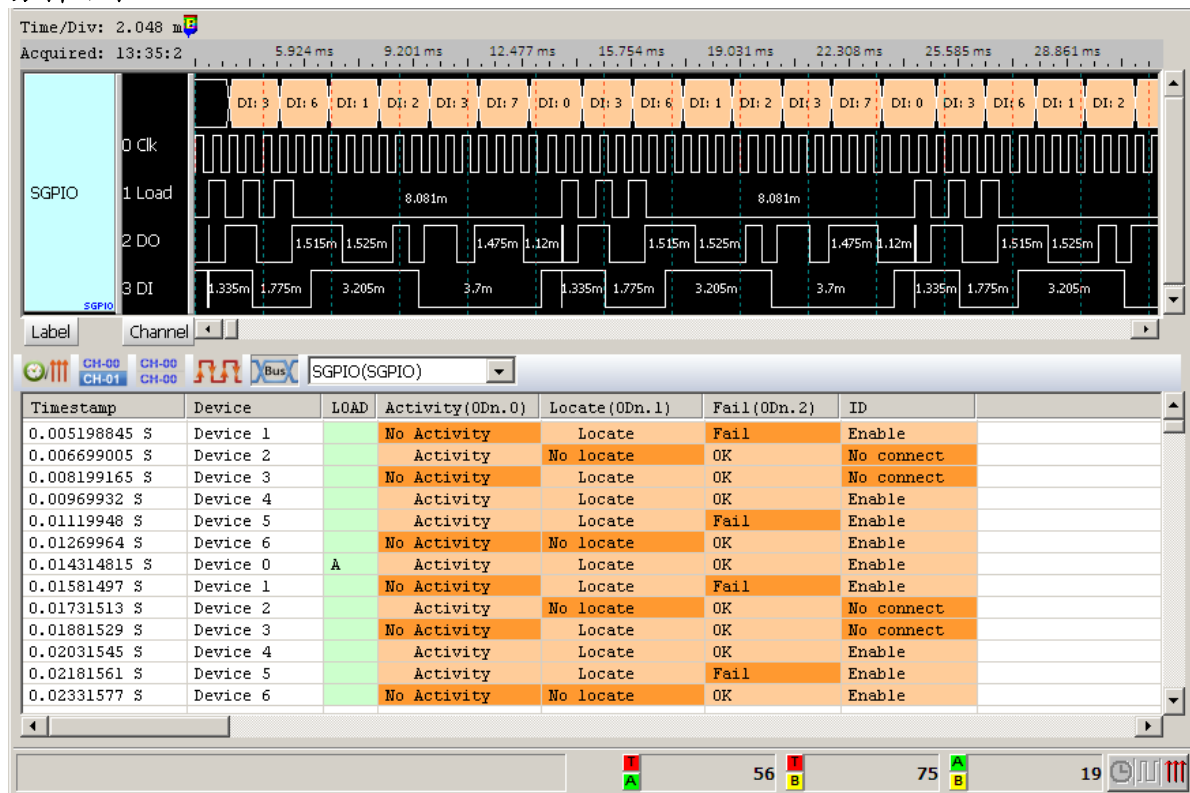 Time/Div: 2.048 m
Acquired: 13:35:2 5.924 ms 9.201 ms 12.477 ms 15.754 ms 19.031 ms 22.308 ms 25.585 ms 28.861 ms
DI: 3 DI: 6 DI: 1 DI: 2 DI: 3 DI: 7 DI: 0 DI: 3 DI: 6 DI: 1 DI: 2 DI: 3 DI: 7 DI: 0 DI: 3 DI: 6 DI: 1 DI: 2
0 Clk
SGPIO 1 Load 8.081m 8.081m
2 DO 1.515m 1.525m 1.475m 1.12m 1.515m 1.525m 1.475m 1.12m 1.515m 1.525m
3 DI 1.335m 1.775m 3.205m 3.7m 1.335m 1.775m 3.205m 3.7m 1.335m 1.775m 3.205m
SGPIO
Label Channel
CH-00 CH-00
CH-01 CH-00 Bus SGPIO(SGPIO)
Timestamp Device LOAD Activity(ODn.0) Locate(ODn.1) Fail(ODn.2) ID
0.005198845 S Device 1 No Activity Locate Fail Enable
0.006699005 S Device 2 Activity No locate OK No connect
0.008199165 S Device 3 No Activity Locate OK No connect
0.00969932 S Device 4 Activity Locate OK Enable
0.01119948 S Device 5 Activity Locate Fail Enable
0.01269964 S Device 6 No Activity No locate OK Enable
0.014314815 S Device 0 A Activity Locate OK Enable
0.01581497 S Device 1 No Activity Locate Fail Enable
0.01731513 S Device 2 Activity No locate OK No connect
0.01881529 S Device 3 No Activity Locate OK No connect
0.02031545 S Device 4 Activity Locate OK Enable
0.02181561 S Device 5 Activity Locate Fail Enable
0.02331577 S Device 6 No Activity No locate OK Enable
T A 56 T B 75 A B 19